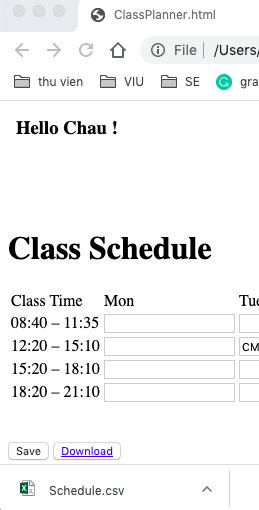 ClassPlanner.html
File /Users/
thu vien VIU SE gra
Hello Chau !
Class Schedule
Class Time Mon Tue
08:40 – 11:35
12:20 – 15:10 CM
15:20 – 18:10
18:20 – 21:10
Save Download
Schedule.csv